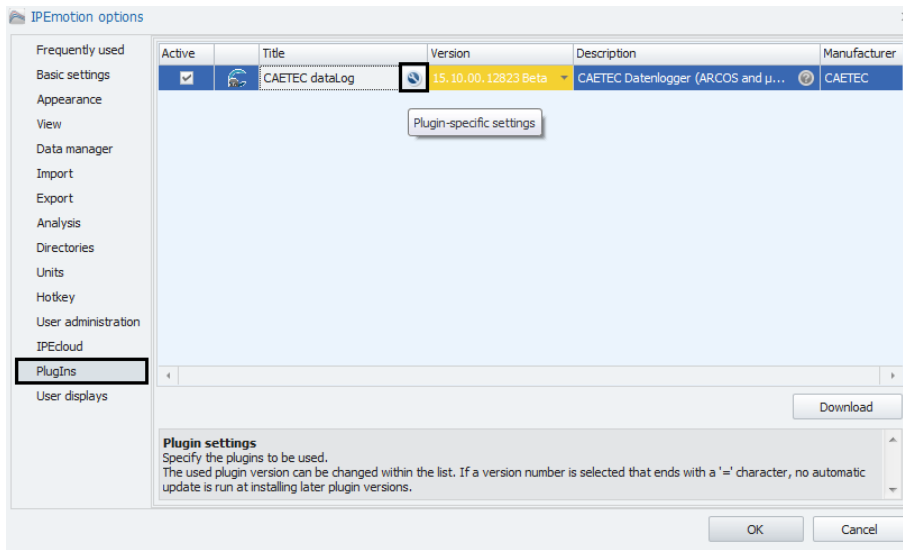 IPEmotion options
Frequently used
Basic settings
Appearance
View
Data manager
Import
Export
Analysis
Directories
Units
Hotkey
User administration
IPEcloud
PlugIns
User displays
Active Title Version Description Manufacturer
CAETEC dataLog 15.10.00.12823 Beta CAETEC Datenlogger (ARCOS and µ... CAETEC
Plugin-specific settings
Download
Plugin settings
Specify the plugins to be used.
The used plugin version can be changed within the list. If a version number is selected that ends with a '=' character, no automatic
update is run at installing later plugin versions.
OK Cancel